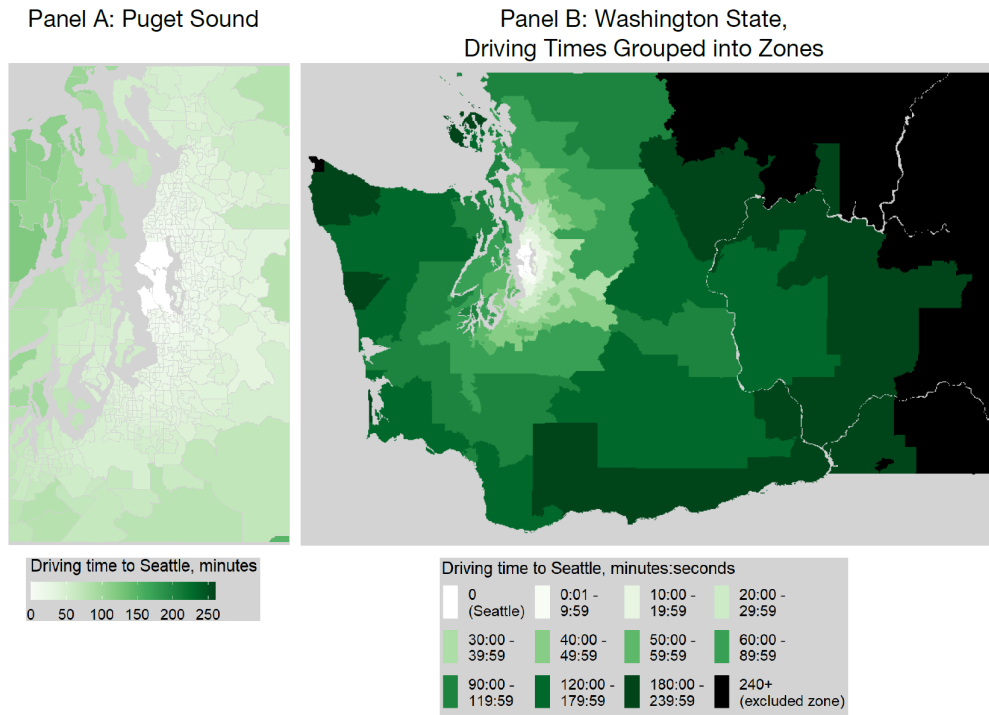 Panel A: Puget Sound
Panel B: Washington State,
Driving Times Grouped into Zones
Driving time to Seattle, minutes
0 50 100 150 200 250
Driving time to Seattle, minutes:seconds
0
(Seattle)
0:01 -
9:59
10:00 -
19:59
20:00 -
29:59
30:00 -
39:59
40:00 -
49:59
50:00 -
59:59
60:00 -
89:59
90:00 -
119:59
120:00 -
179:59
180:00 -
239:59
240+
(excluded zone)